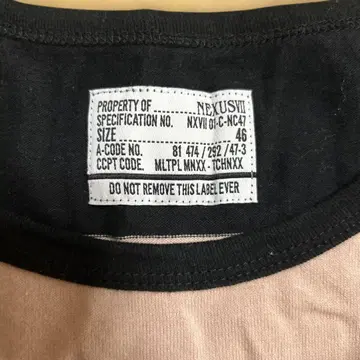 PROPERTY OF NEXUSVII
SPECIFICATION NO. NXVII 01-C-NC47
SIZE 46
A-CODE NO. 81 474 / 292 / 47-3
CCPT CODE. MLTPL MNXX - TCHNXX
DO NOT REMOVE THIS LABEL EVER